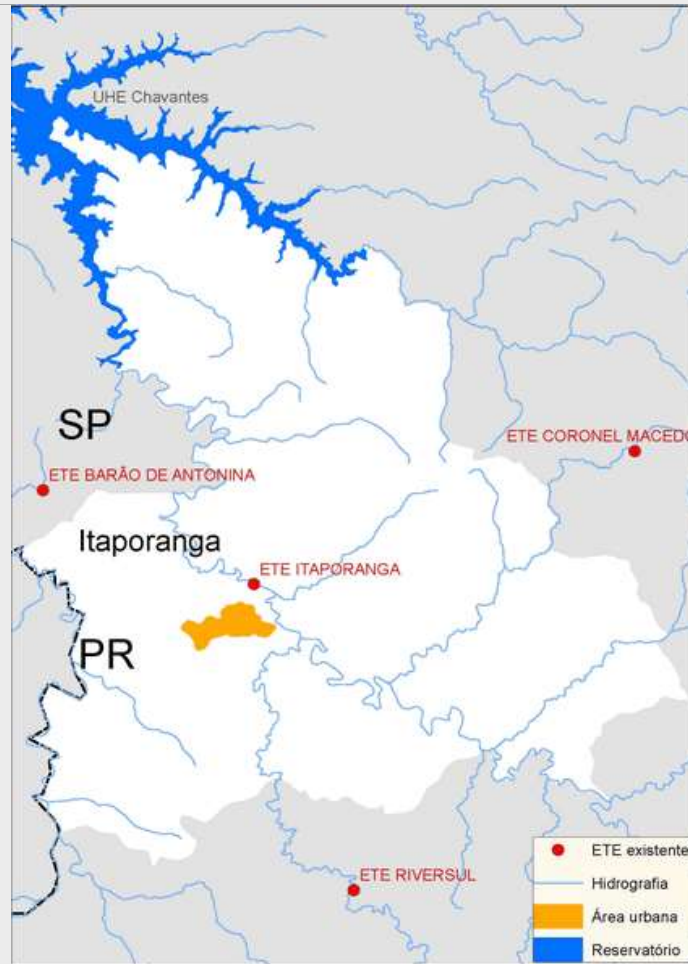 UHE Chavantes
SP
ETE CORONEL MACEDO
ETE BARÃO DE ANTONINA
Itaporanga
ETE ITAPORANGA
PR
ETE RIVERSUL
ETE existente
Hidrografia
Área urbana
Reservatório